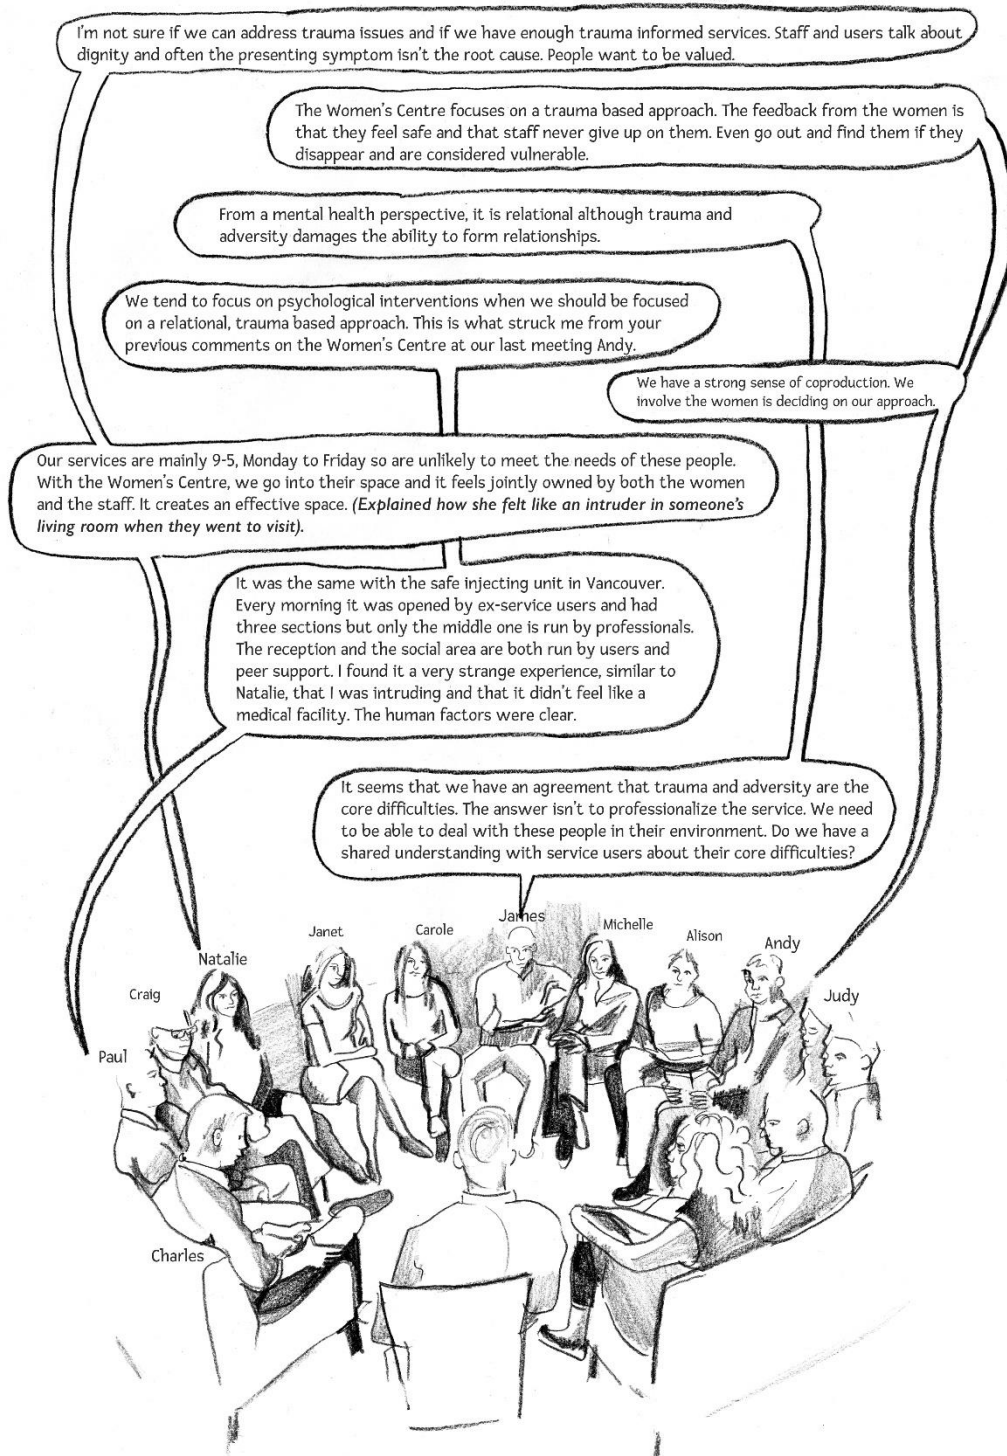 I'm not sure if we can address trauma issues and if we have enough trauma informed services. Staff and users talk about
dignity and often the presenting symptom isn't the root cause. People want to be valued.
The Women's Centre focuses on a trauma based approach. The feedback from the women is
that they feel safe and that staff never give up on them. Even go out and find them if they
disappear and are considered vulnerable.
From a mental health perspective, it is relational although trauma and
adversity damages the ability to form relationships.
We tend to focus on psychological interventions when we should be focused
on a relational, trauma based approach. This is what struck me from your
previous comments on the Women's Centre at our last meeting Andy.
We have a strong sense of coproduction. We
involve the women is deciding on our approach.
Our services are mainly 9-5, Monday to Friday so are unlikely to meet the needs of these people.
With the Women's Centre, we go into their space and it feels jointly owned by both the women
and the staff. It creates an effective space. (Explained how she felt like an intruder in someone's
living room when they went to visit).
It was the same with the safe injecting unit in Vancouver.
Every morning it was opened by ex-service users and had
three sections but only the middle one is run by professionals.
The reception and the social area are both run by users and
peer support. I found it a very strange experience, similar to
Natalie, that I was intruding and that it didn't feel like a
medical facility. The human factors were clear.
It seems that we have an agreement that trauma and adversity are the
core difficulties. The answer isn't to professionalize the service. We need
to be able to deal with these people in their environment. Do we have a
shared understanding with service users about their core difficulties?
James
Janet
Carole
Michelle
Alison
Andy
Natalie
Craig
Judy
Paul
Charles